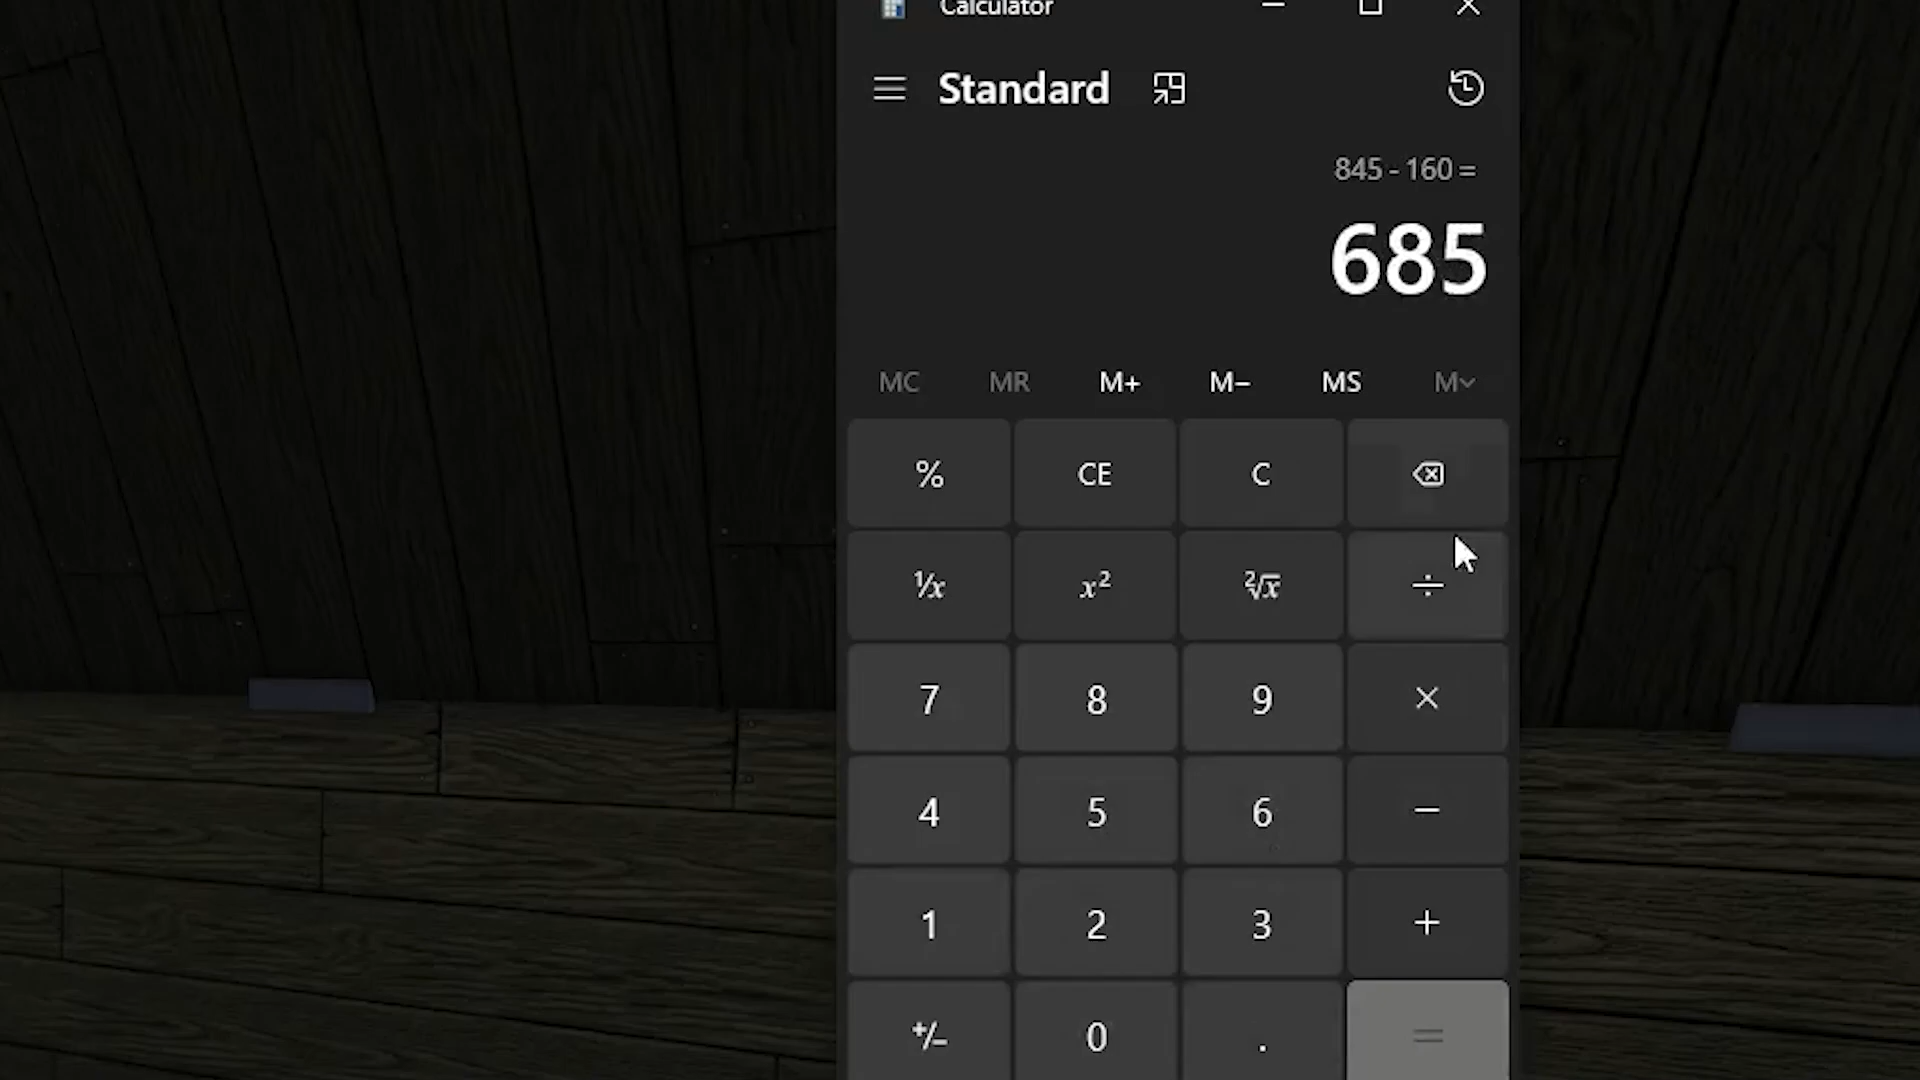 Calculator
Standard
845 - 160 =
685
MC MR M+ M− MS M
% CE C
¹/x x² ²√x ÷
7 8 9 ×
4 5 6 −
1 2 3 +
+/− 0 . =